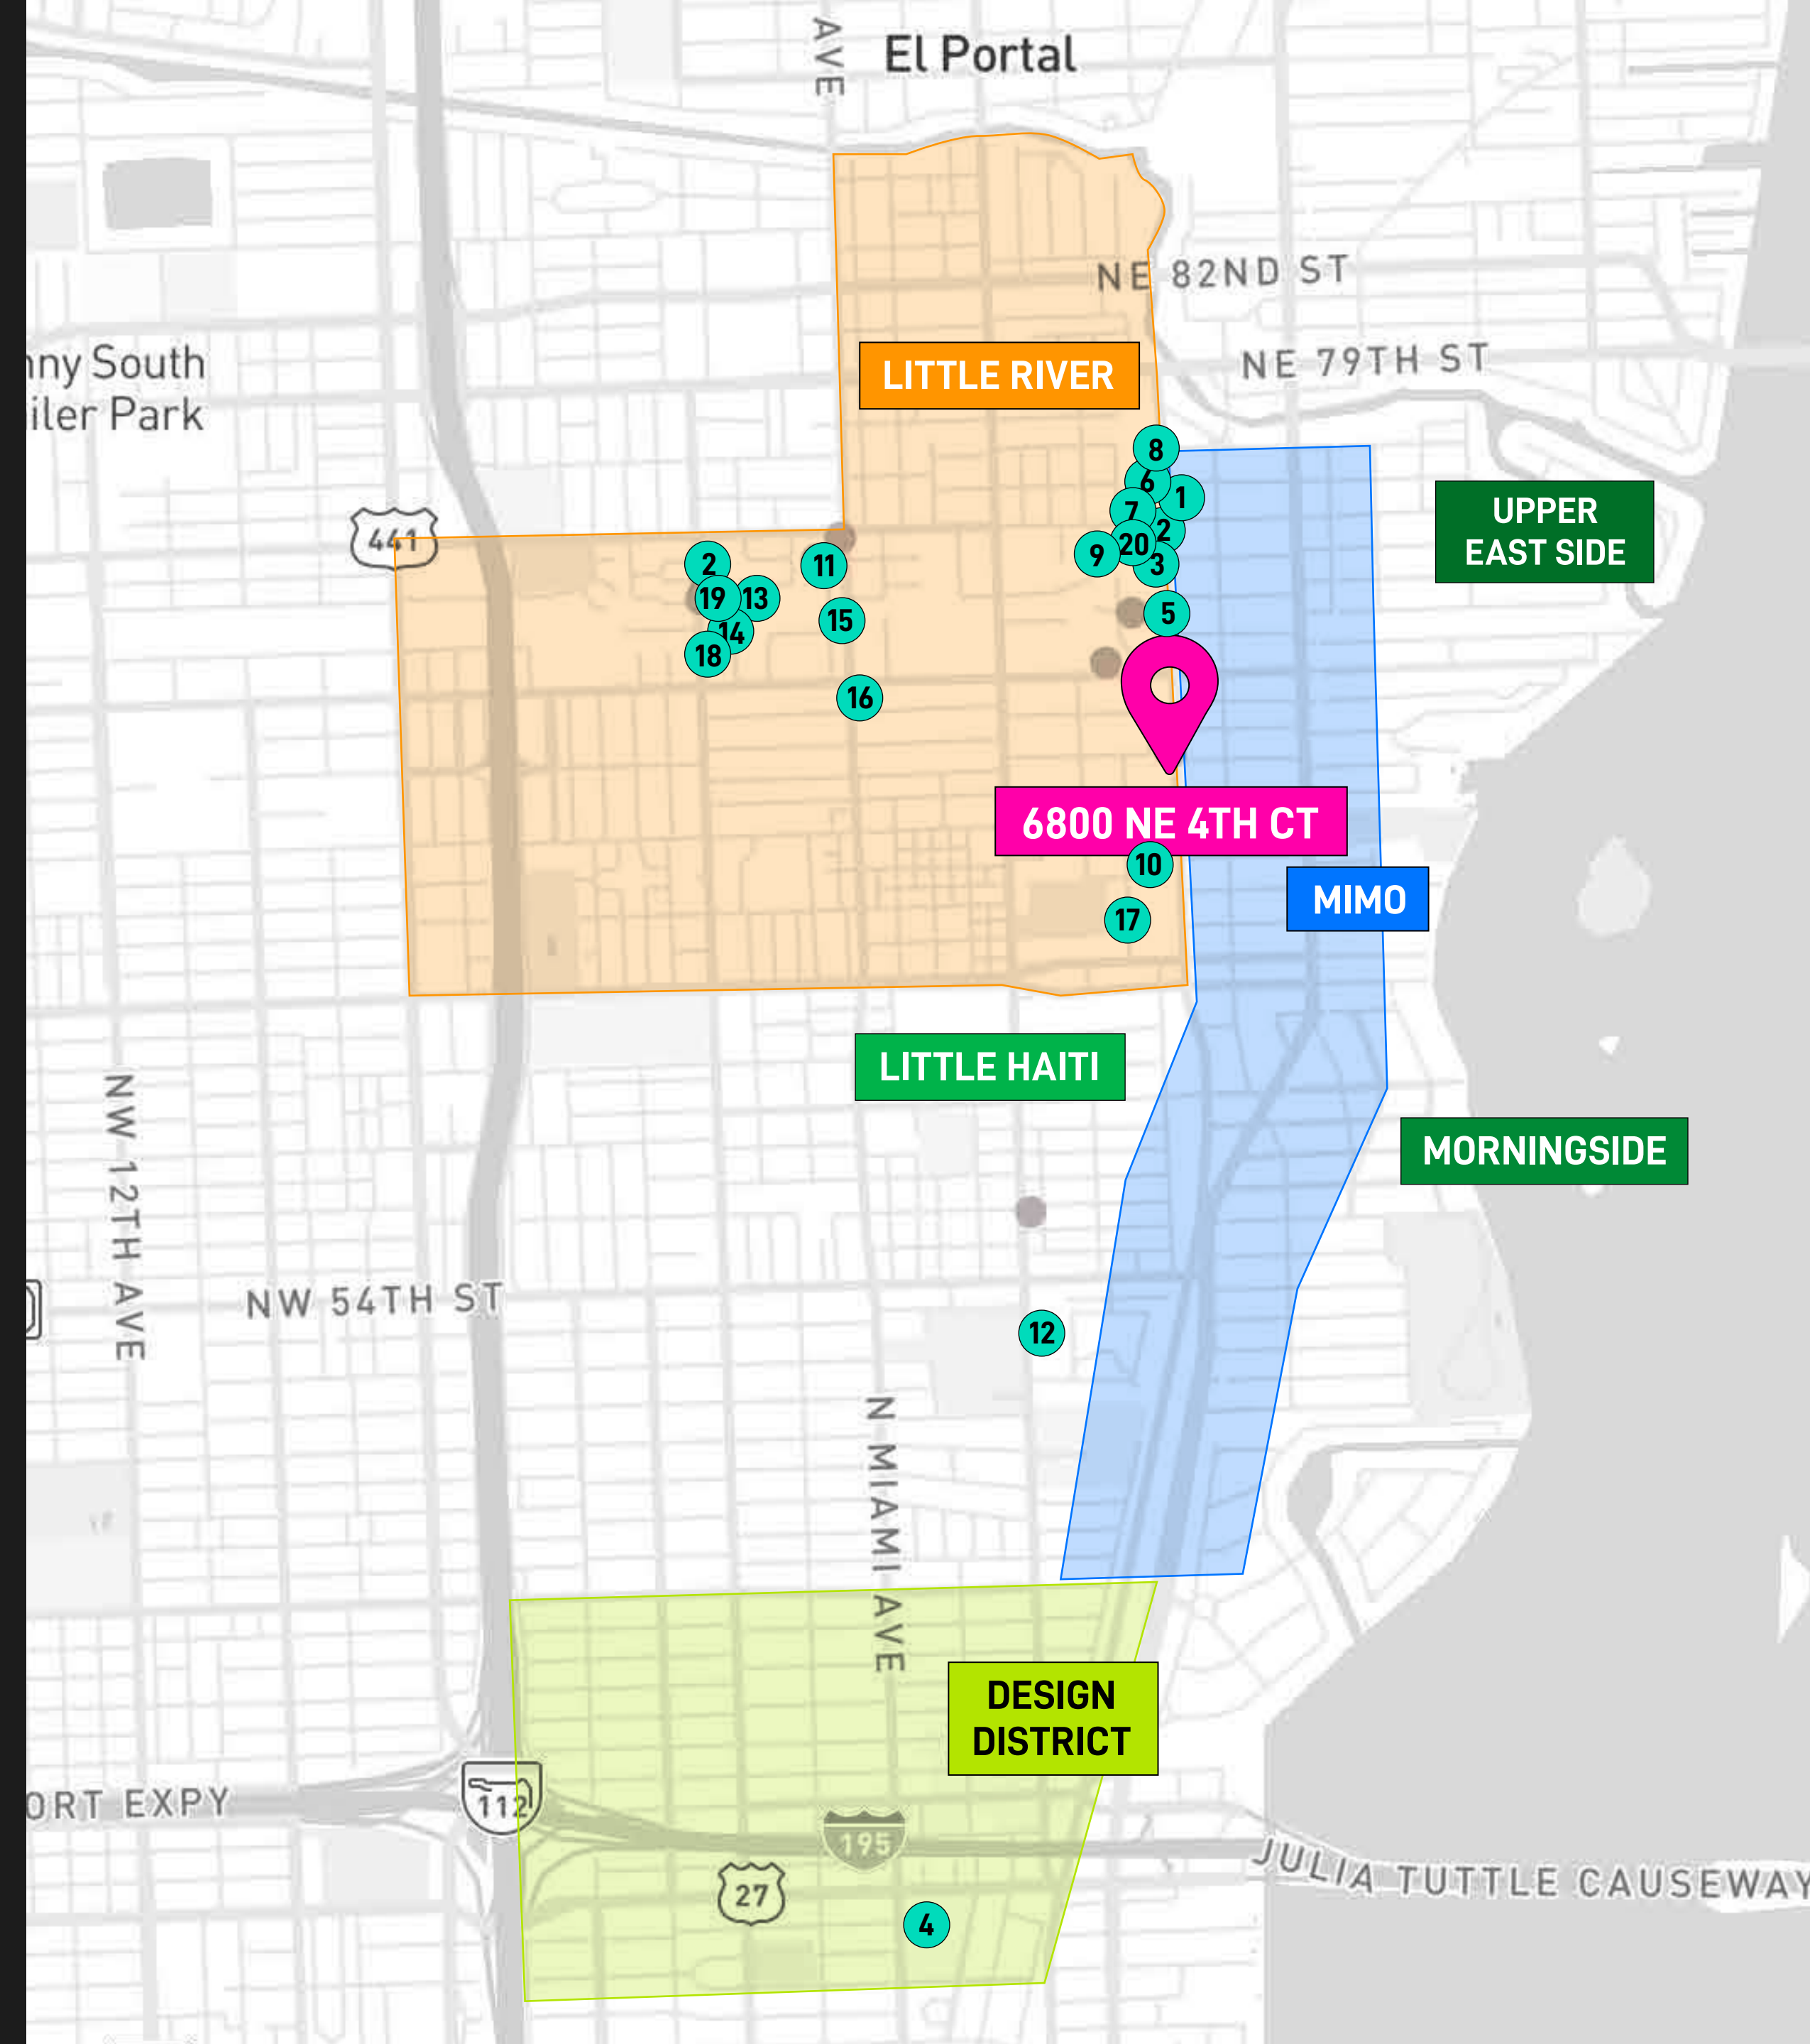 AVE
El Portal
NE 82ND ST
NE 79TH ST
nny South
iler Park
LITTLE RIVER
8
6
1
7
2
20
9
3
UPPER
EAST SIDE
441
2
11
19
13
14
15
18
5
16
6800 NE 4TH CT
10
MIMO
17
LITTLE HAITI
NW 12TH AVE
MORNINGSIDE
NW 54TH ST
12
N MIAMI AVE
DESIGN
DISTRICT
ORT EXPY
112
195
27
JULIA TUTTLE CAUSEWAY
4